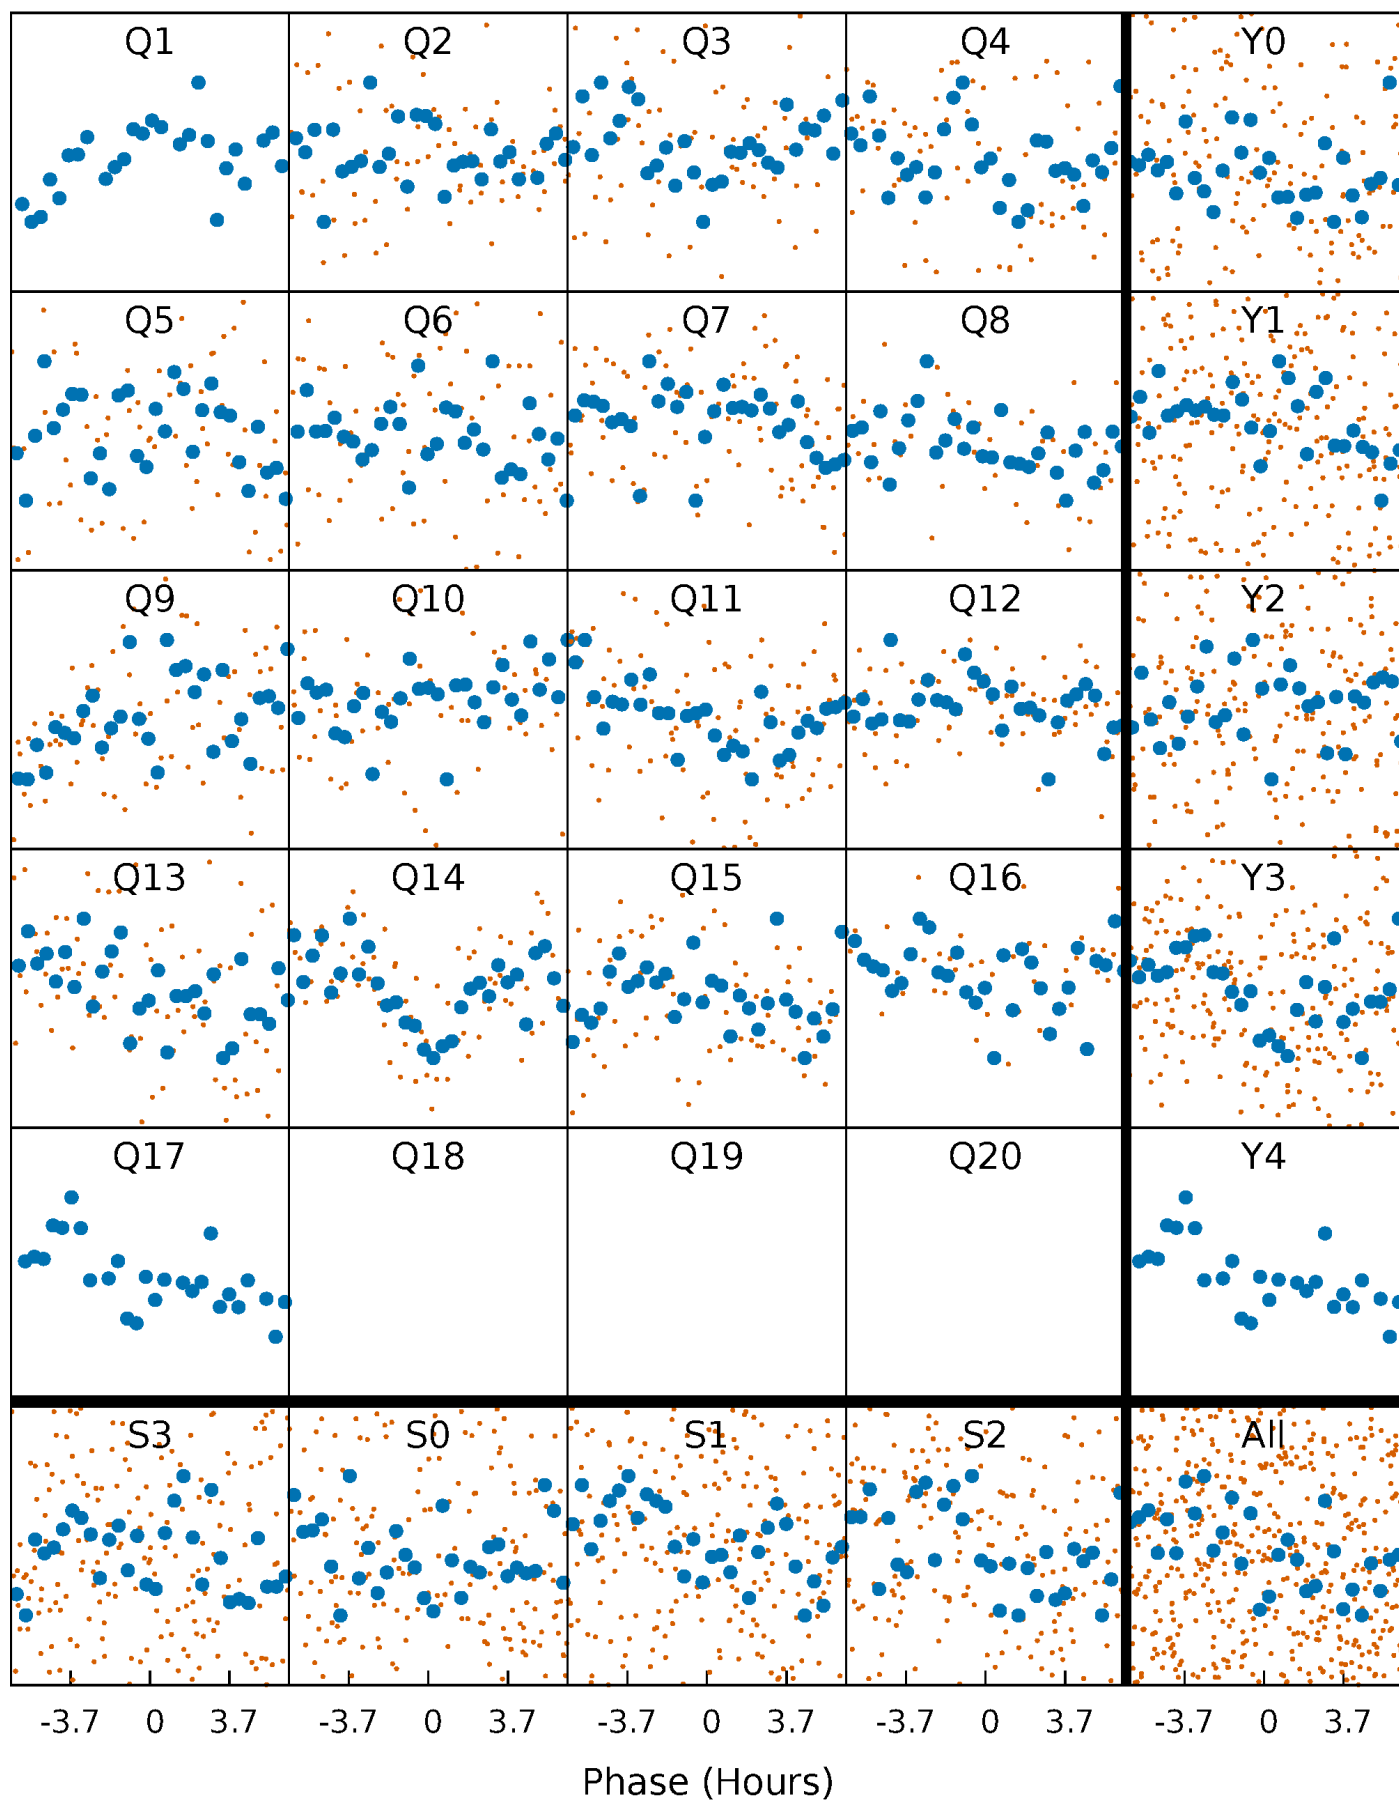 Q1 Q2 Q3 Q4 Y0
Q5 Q6 Q7 Q8 Y1
Q9 Q10 Q11 Q12 Y2
Q13 Q14 Q15 Q16 Y3
Q17 Q18 Q19 Q20 Y4
S3 S0 S1 S2 All
-3.7 0 3.7 -3.7 0 3.7 -3.7 0 3.7 -3.7 0 3.7 -3.7 0 3.7
Phase (Hours)